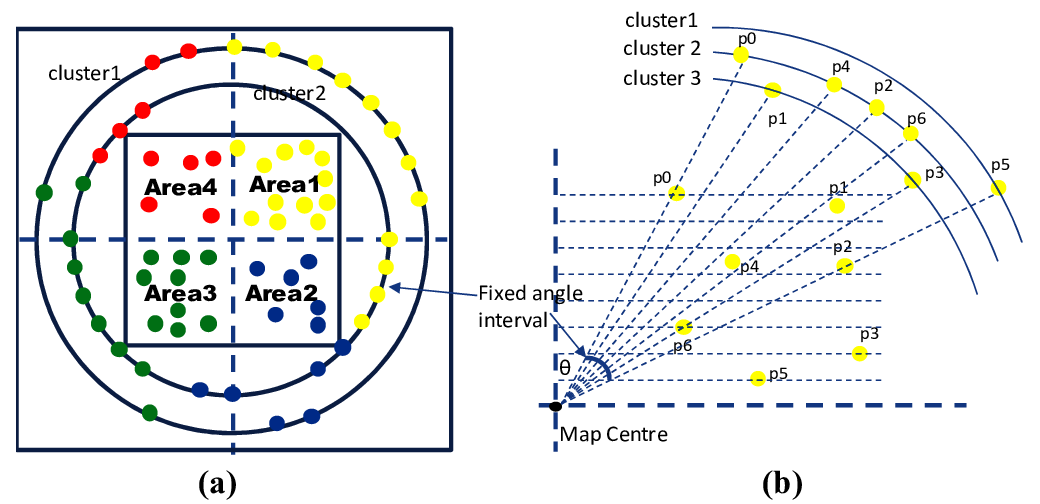 cluster1
cluster2
Area4
Area1
Area3
Area2
Fixed angle
interval
(a)
cluster1
cluster 2
cluster 3
p0
p4
p2
p1
p6
p3
p5
p0
p1
p2
p4
p6
p3
p5
θ
Map Centre
(b)